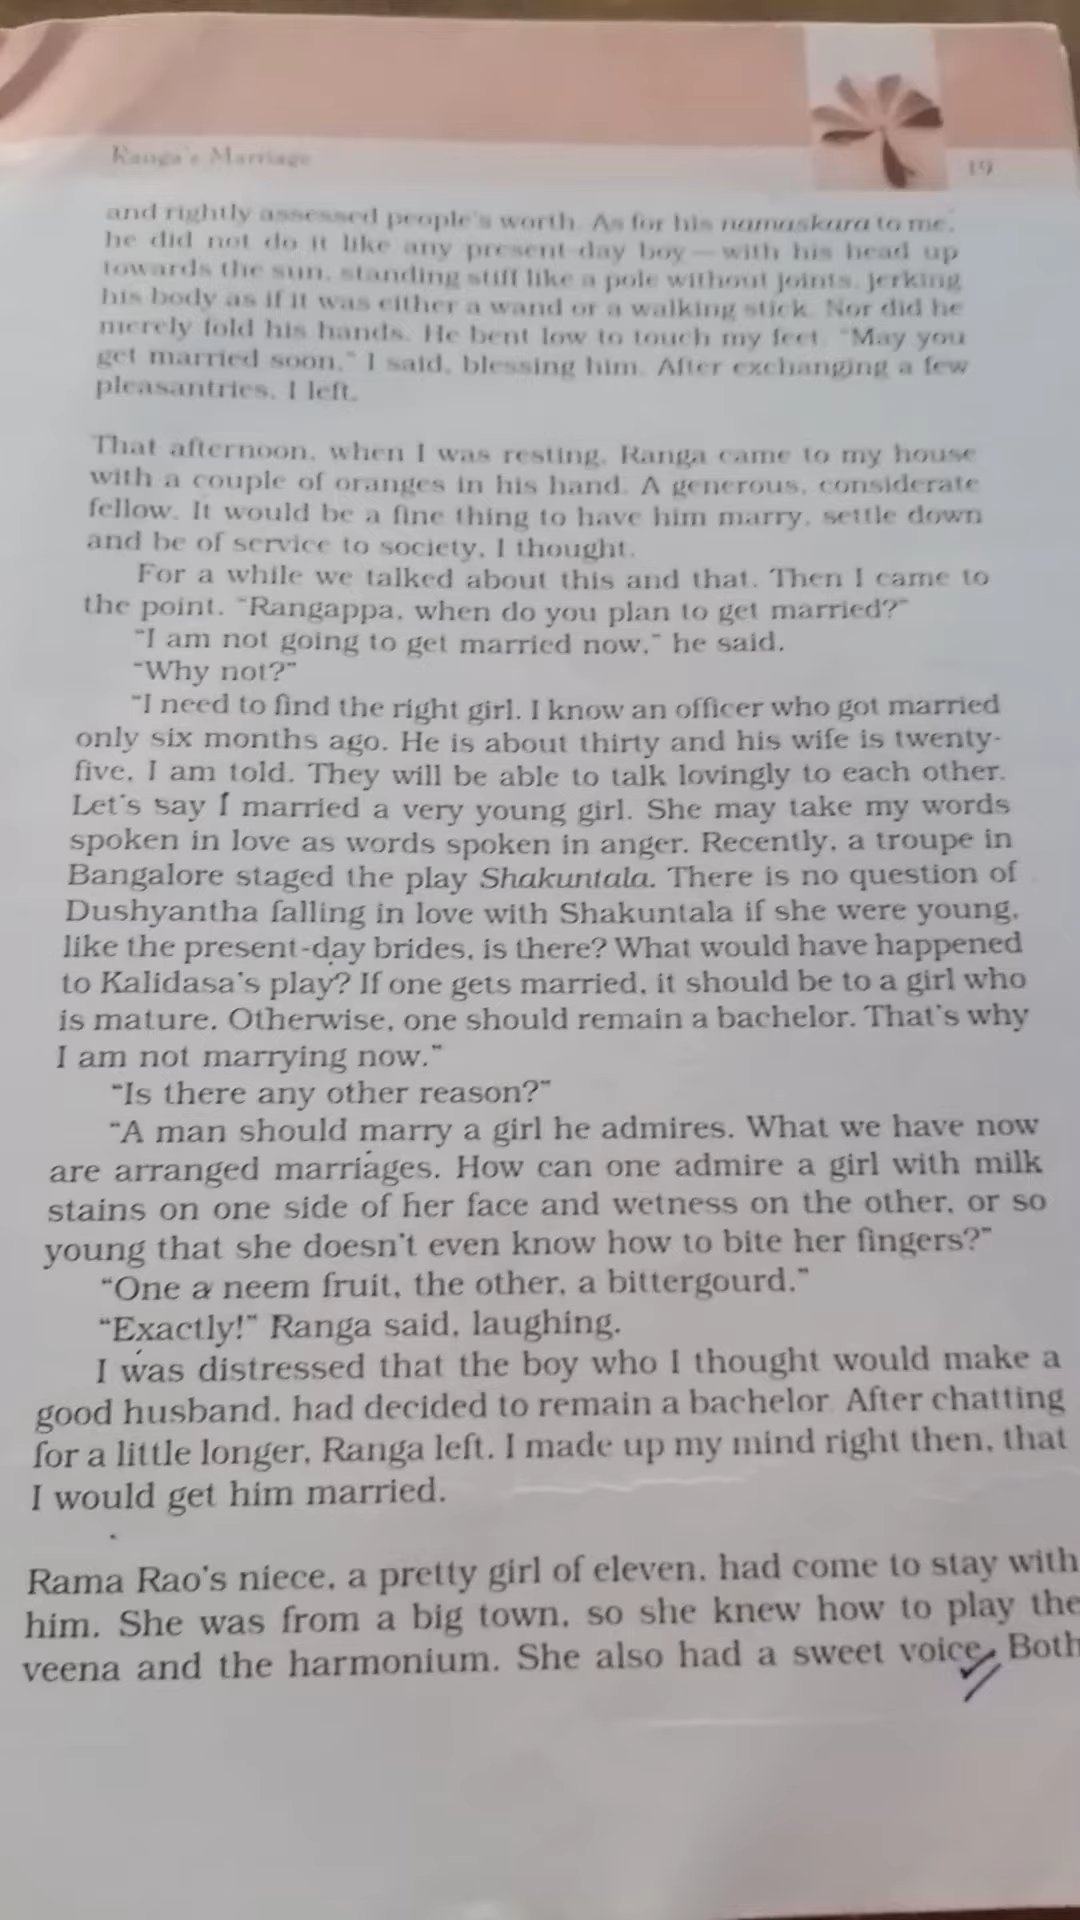 Ranga's Marriage
19
and rightly assessed people's worth. As for his namaskara to me,
he did not do it like any present-day boy — with his head up
towards the sun, standing stiff like a pole without joints, jerking
his body as if it was either a wand or a walking stick. Nor did he
merely fold his hands. He bent low to touch my feet. "May you
get married soon," I said, blessing him. After exchanging a few
pleasantries, I left.
That afternoon, when I was resting, Ranga came to my house
with a couple of oranges in his hand. A generous, considerate
fellow. It would be a fine thing to have him marry, settle down
and be of service to society, I thought.
For a while we talked about this and that. Then I came to
the point. "Rangappa, when do you plan to get married?"
"I am not going to get married now," he said.
"Why not?"
"I need to find the right girl. I know an officer who got married
only six months ago. He is about thirty and his wife is twenty-
five, I am told. They will be able to talk lovingly to each other.
Let's say I married a very young girl. She may take my words
spoken in love as words spoken in anger. Recently, a troupe in
Bangalore staged the play Shakuntala. There is no question of
Dushyantha falling in love with Shakuntala if she were young,
like the present-day brides, is there? What would have happened
to Kalidasa's play? If one gets married, it should be to a girl who
is mature. Otherwise, one should remain a bachelor. That's why
I am not marrying now."
"Is there any other reason?"
"A man should marry a girl he admires. What we have now
are arranged marriages. How can one admire a girl with milk
stains on one side of her face and wetness on the other, or so
young that she doesn't even know how to bite her fingers?"
"One a neem fruit, the other, a bittergourd."
"Exactly!" Ranga said, laughing.
I was distressed that the boy who I thought would make a
good husband, had decided to remain a bachelor. After chatting
for a little longer, Ranga left. I made up my mind right then, that
I would get him married.
Rama Rao's niece, a pretty girl of eleven, had come to stay with
him. She was from a big town, so she knew how to play the
veena and the harmonium. She also had a sweet voice. Both